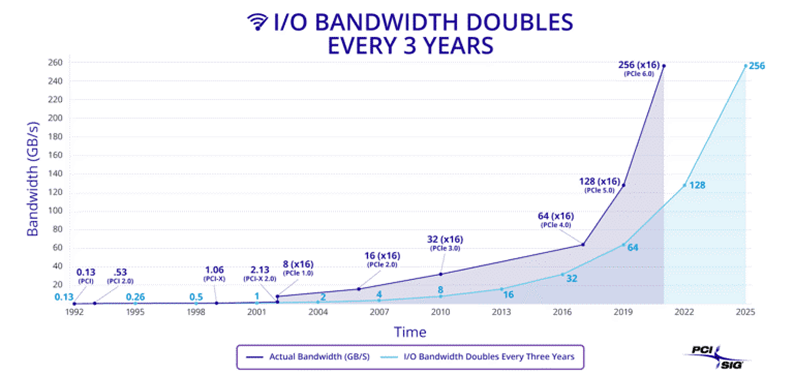 I/O BANDWIDTH DOUBLES
EVERY 3 YEARS
Bandwidth (GB/s)
260
240
220
200
180
160
140
120
100
80
60
40
20
0.13
0.13
(PCI)
.53
(PCI 2.0)
0.26
0.5
1.06
(PCI-X)
1
2.13
(PCI-X 2.0)
8 (x16)
(PCIe 1.0)
2
16 (x16)
(PCIe 2.0)
4
32 (x16)
(PCIe 3.0)
8
16
64 (x16)
(PCIe 4.0)
32
128 (x16)
(PCIe 5.0)
64
256 (x16)
(PCIe 6.0)
128
256
1992
1995
1998
2001
2004
2007
2010
2013
2016
2019
2022
2025
Time
Actual Bandwidth (GB/S)
I/O Bandwidth Doubles Every Three Years
PCI
SIG